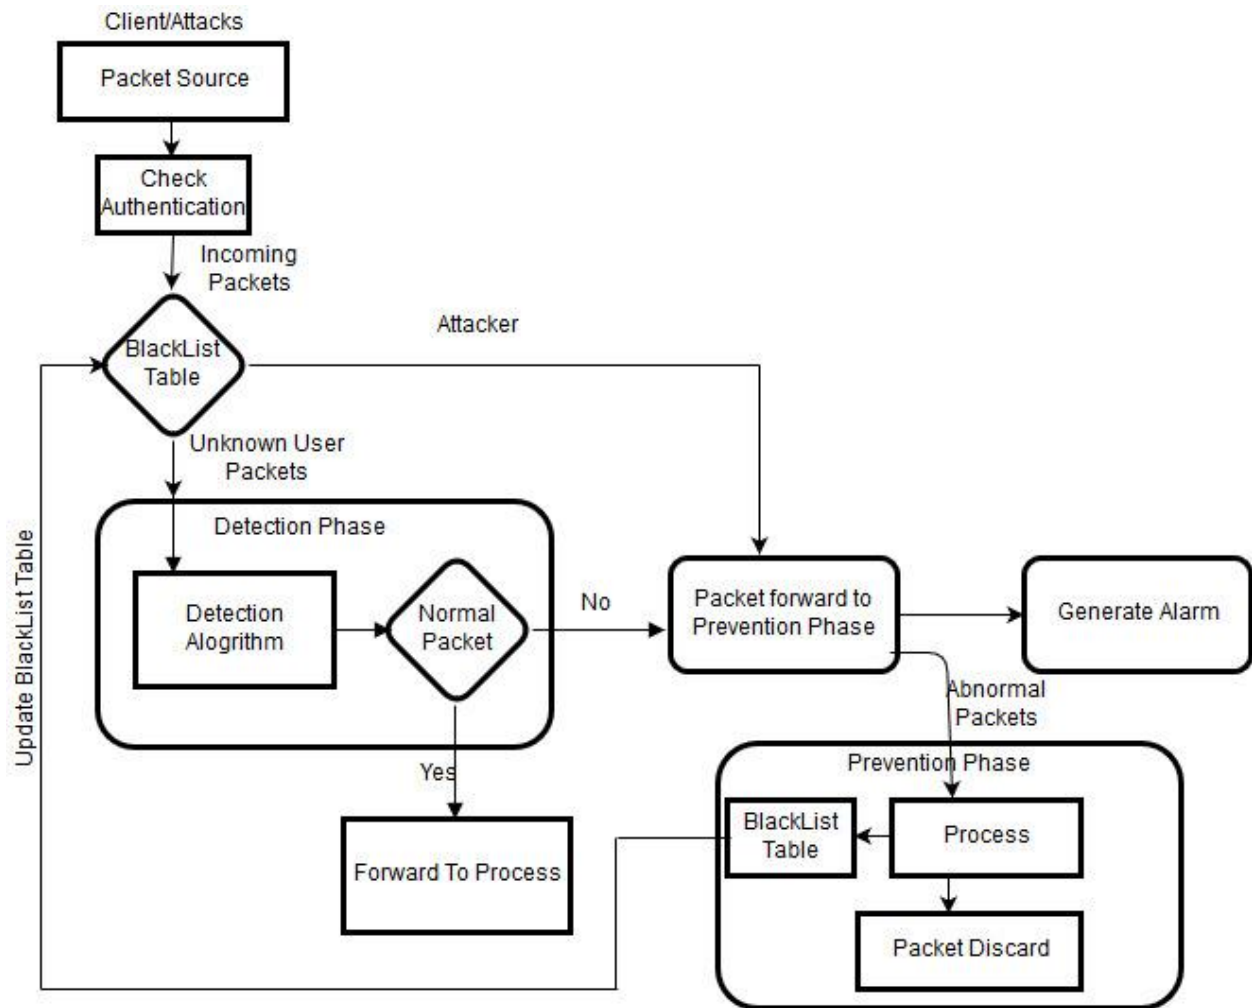 Client/Attacks
Packet Source
Check
Authentication
Incoming
Packets
BlackList
Table
Attacker
Unknown User
Packets
Detection Phase
Detection
Alogrithm
Normal
Packet
No
Packet forward to
Prevention Phase
Generate Alarm
Abnormal
Packets
Yes
Forward To Process
Prevention Phase
BlackList
Table
Process
Packet Discard
Update BlackList Table